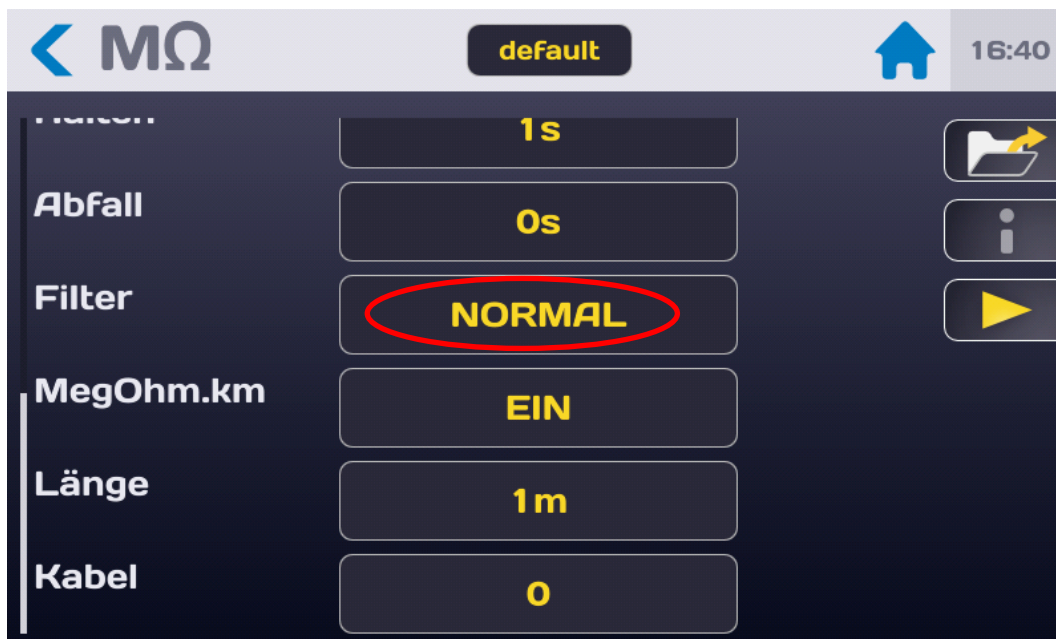 MΩ default 16:40
1s
Abfall 0s
Filter NORMAL
MegOhm.km EIN
Länge 1m
Kabel 0